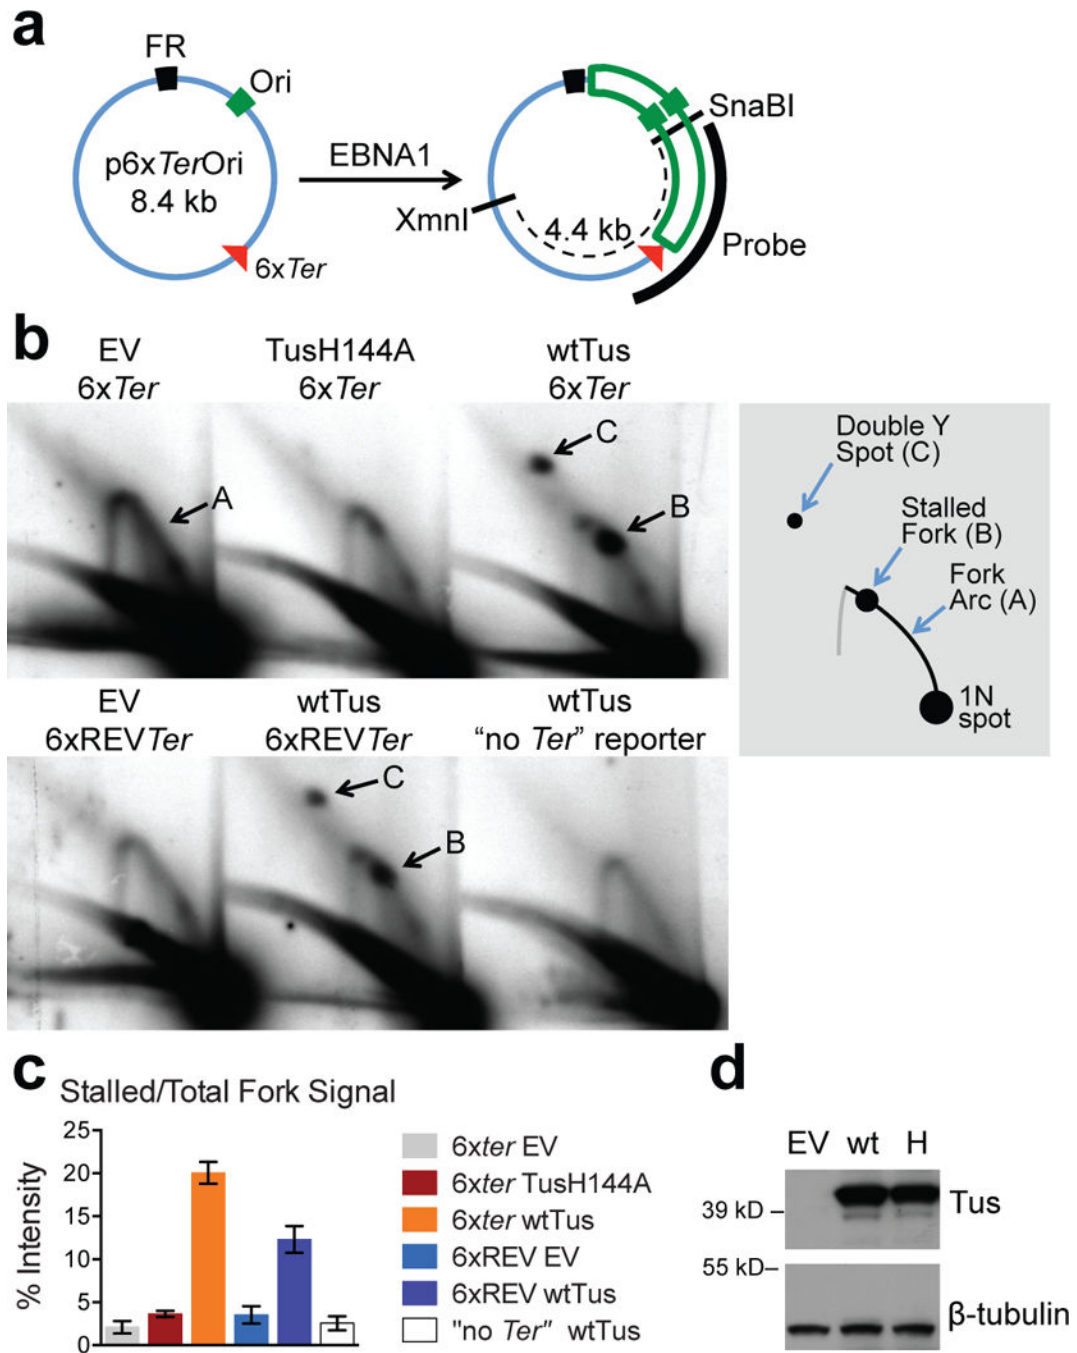 a
FR
Ori
p6xTerOri
8.4 kb
6xTer
EBNA1
SnaBI
XmnI
4.4 kb
Probe
b
EV
6xTer
TusH144A
6xTer
wtTus
6xTer
A
C
B
Double Y
Spot (C)
Stalled
Fork (B)
Fork
Arc (A)
1N
spot
EV
6xREVTer
wtTus
6xREVTer
wtTus
“no Ter” reporter
C
B
c
Stalled/Total Fork Signal
% Intensity
25
20
15
10
5
0
6xter EV
6xter TusH144A
6xter wtTus
6xREV EV
6xREV wtTus
"no Ter" wtTus
d
EV wt H
39 kD
Tus
55 kD
β-tubulin